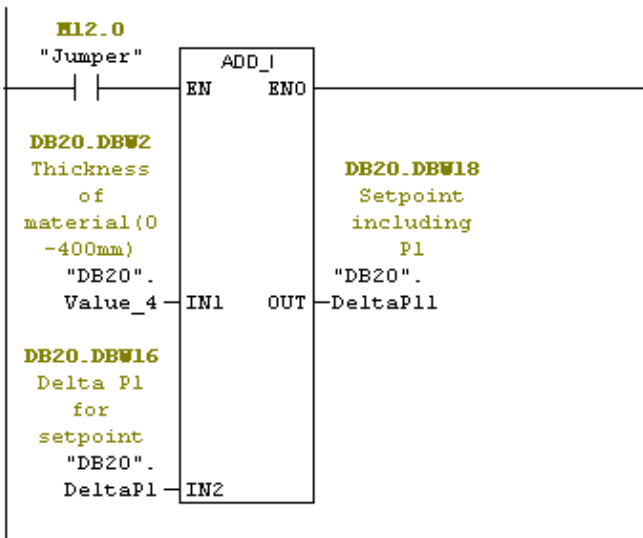 M12.0
"Jumper"
ADD_I
EN ENO
DB20.DBW2
Thickness
of
material(0
-400mm)
"DB20".
Value_4
IN1
DB20.DBW18
Setpoint
including
P1
"DB20".
OUT
DeltaP11
DB20.DBW16
Delta P1
for
setpoint
"DB20".
DeltaP1
IN2